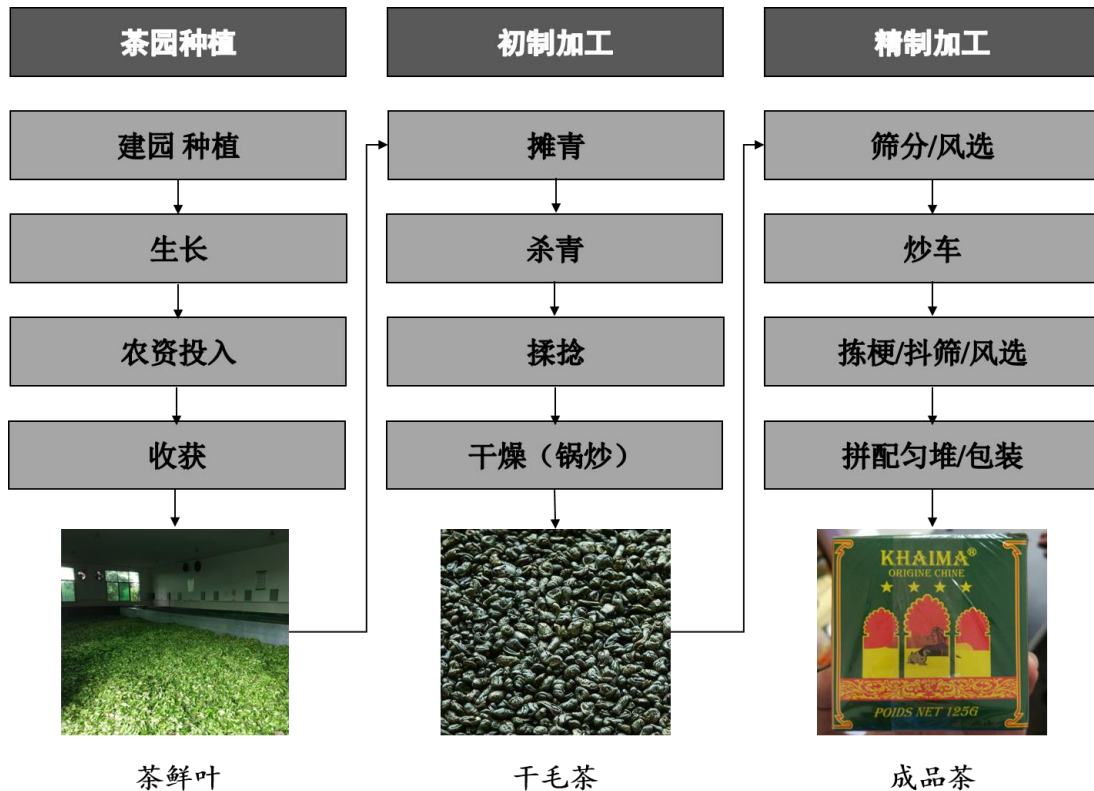 茶园种植
建园 种植
生长
农资投入
收获
茶鲜叶
初制加工
摊青
杀青
揉捻
干燥（锅炒）
干毛茶
精制加工
筛分/风选
炒车
拣梗/抖筛/风选
拼配匀堆/包装
KHAIMA®
ORIGINE CHINE
POIDS NET 125G
成品茶